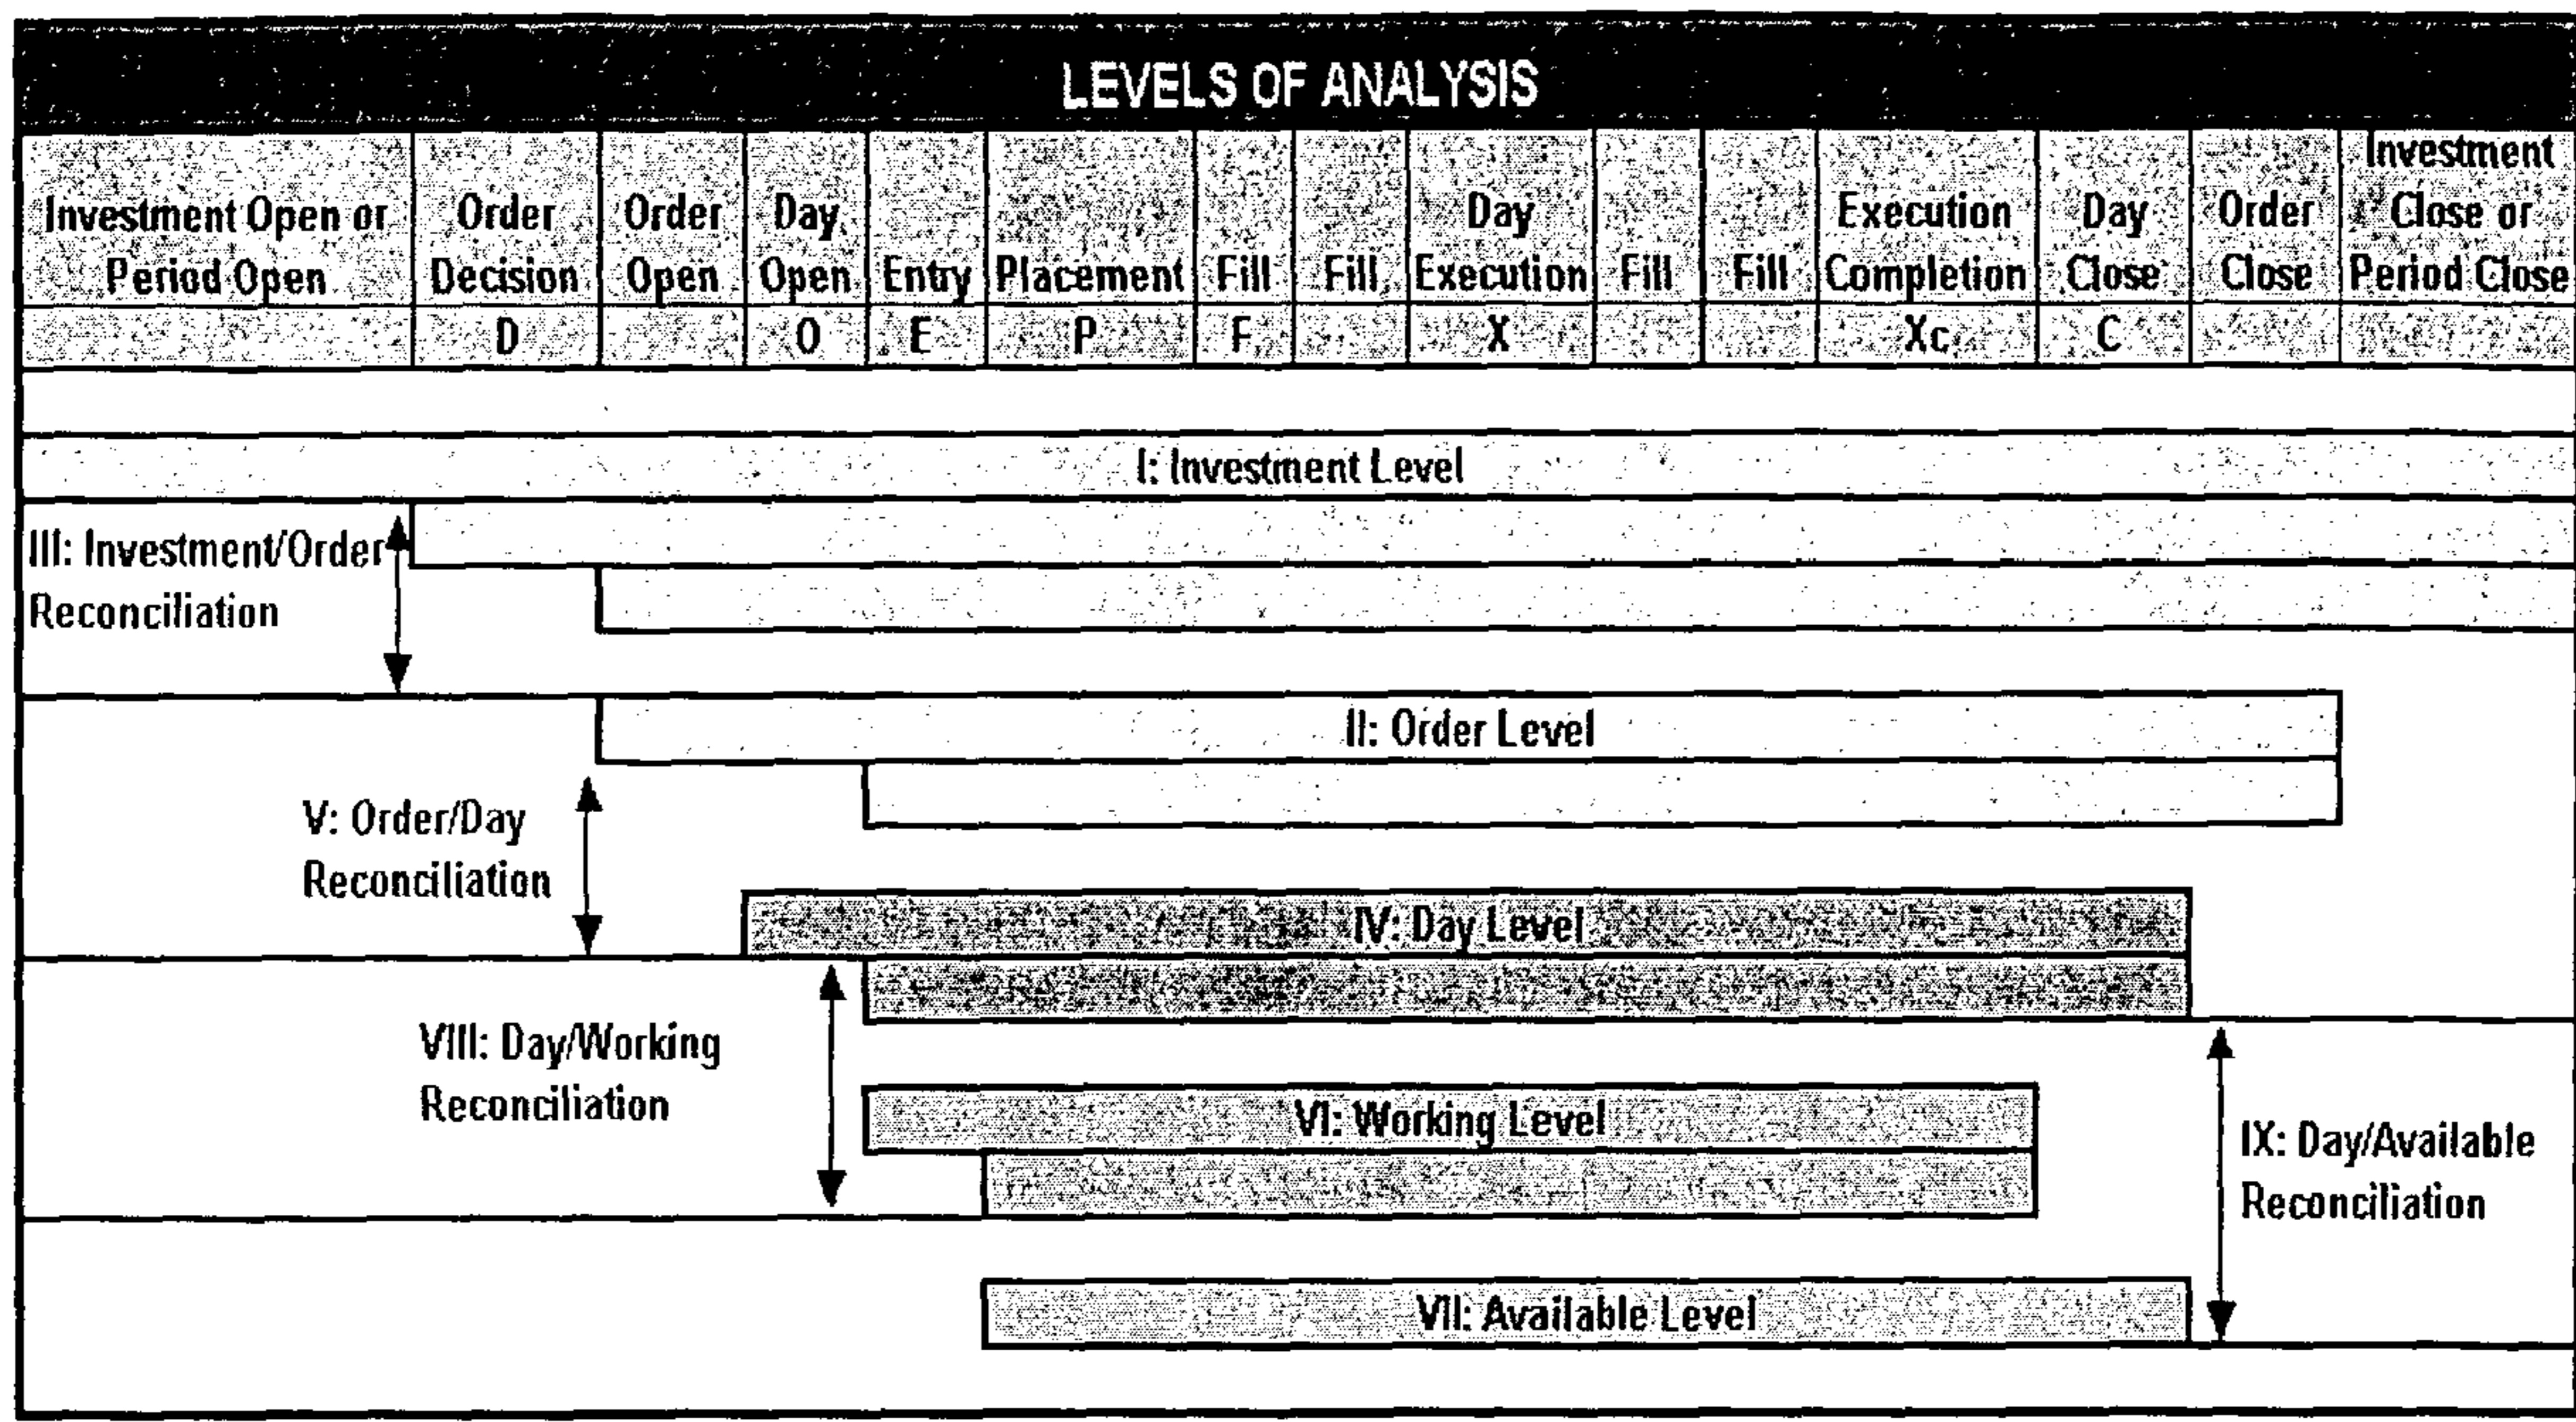 LEVELS OF ANALYSIS
Investment Open or
Period Open
Order
Decision
Order
Open
Day
Open
Entry
Placement
Fill
Fill
Day
Execution
Fill
Fill
Execution
Completion
Day
Close
Order
Close
Investment
Close or
Period Close
D
O
E
P
F
X
Xc
C
I: Investment Level
III: Investment/Order
Reconciliation
II: Order Level
V: Order/Day
Reconciliation
IV: Day Level
VIII: Day/Working
Reconciliation
VI: Working Level
IX: Day/Available
Reconciliation
VII: Available Level